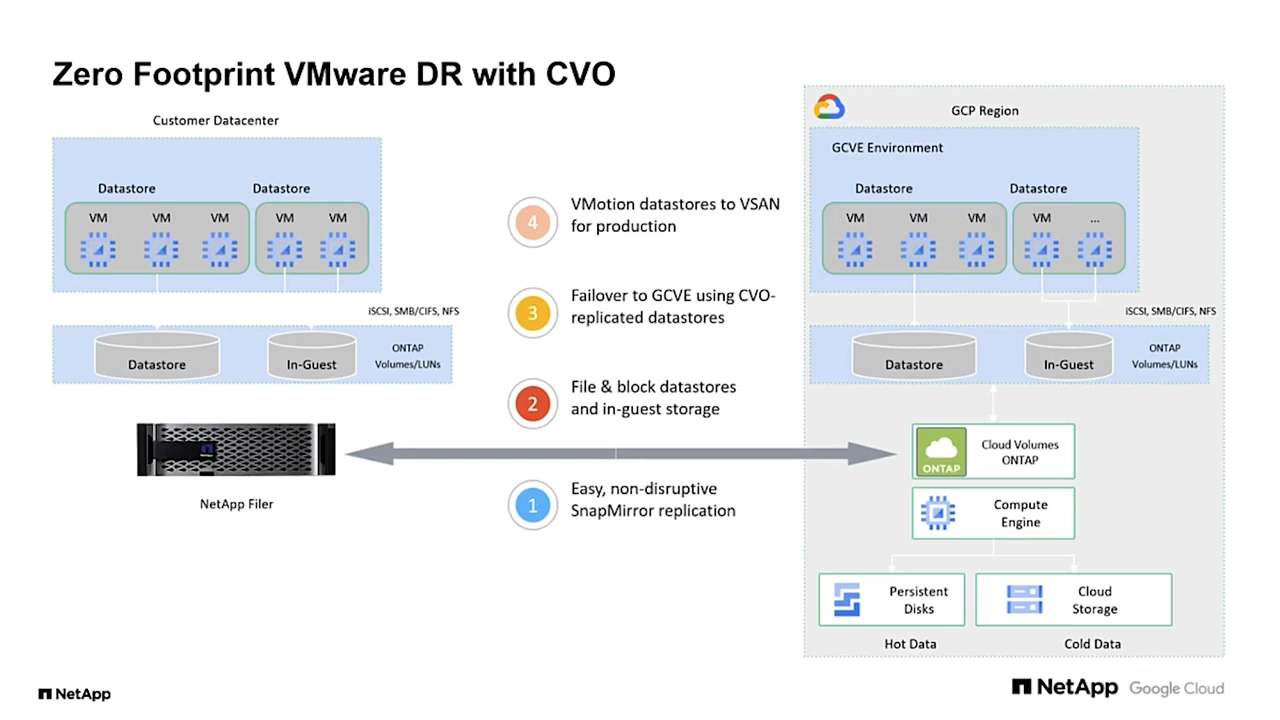 Zero Footprint VMware DR with CVO
Customer Datacenter
Datastore
Datastore
VM
VM
VM
VM
VM
iSCSI, SMB/CIFS, NFS
Datastore
In-Guest
ONTAP
Volumes/LUNs
NetApp Filer
4
VMotion datastores to VSAN
for production
3
Failover to GCVE using CVO-
replicated datastores
2
File & block datastores
and in-guest storage
1
Easy, non-disruptive
SnapMirror replication
GCP Region
GCVE Environment
Datastore
Datastore
VM
VM
VM
VM
...
iSCSI, SMB/CIFS, NFS
Datastore
In-Guest
ONTAP
Volumes/LUNs
ONTAP
Cloud Volumes
ONTAP
Compute
Engine
Persistent
Disks
Cloud
Storage
Hot Data
Cold Data
NetApp
NetApp
Google Cloud